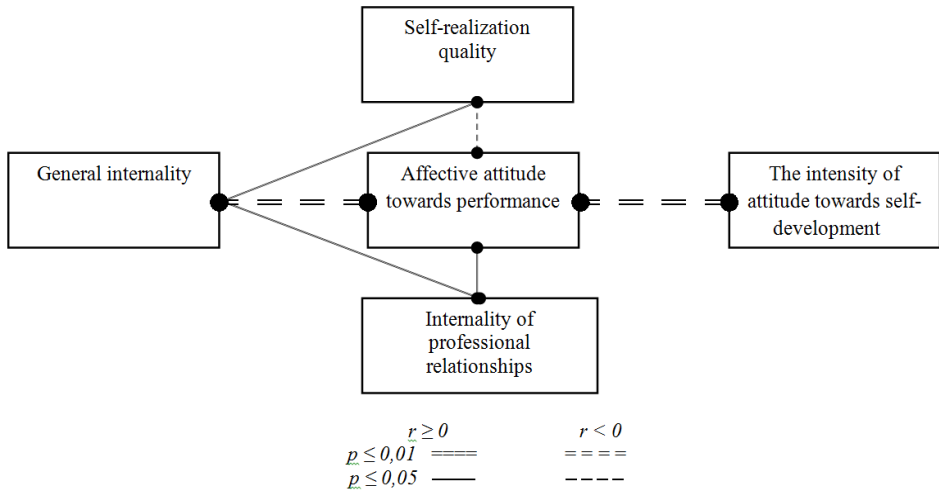 Self-realization
quality
General internality
Affective attitude
towards performance
The intensity of
attitude towards self-
development
Internality of
professional
relationships
r ≥ 0 r < 0
p ≤ 0,01 ==== = = = =
p ≤ 0,05 —— – – – –